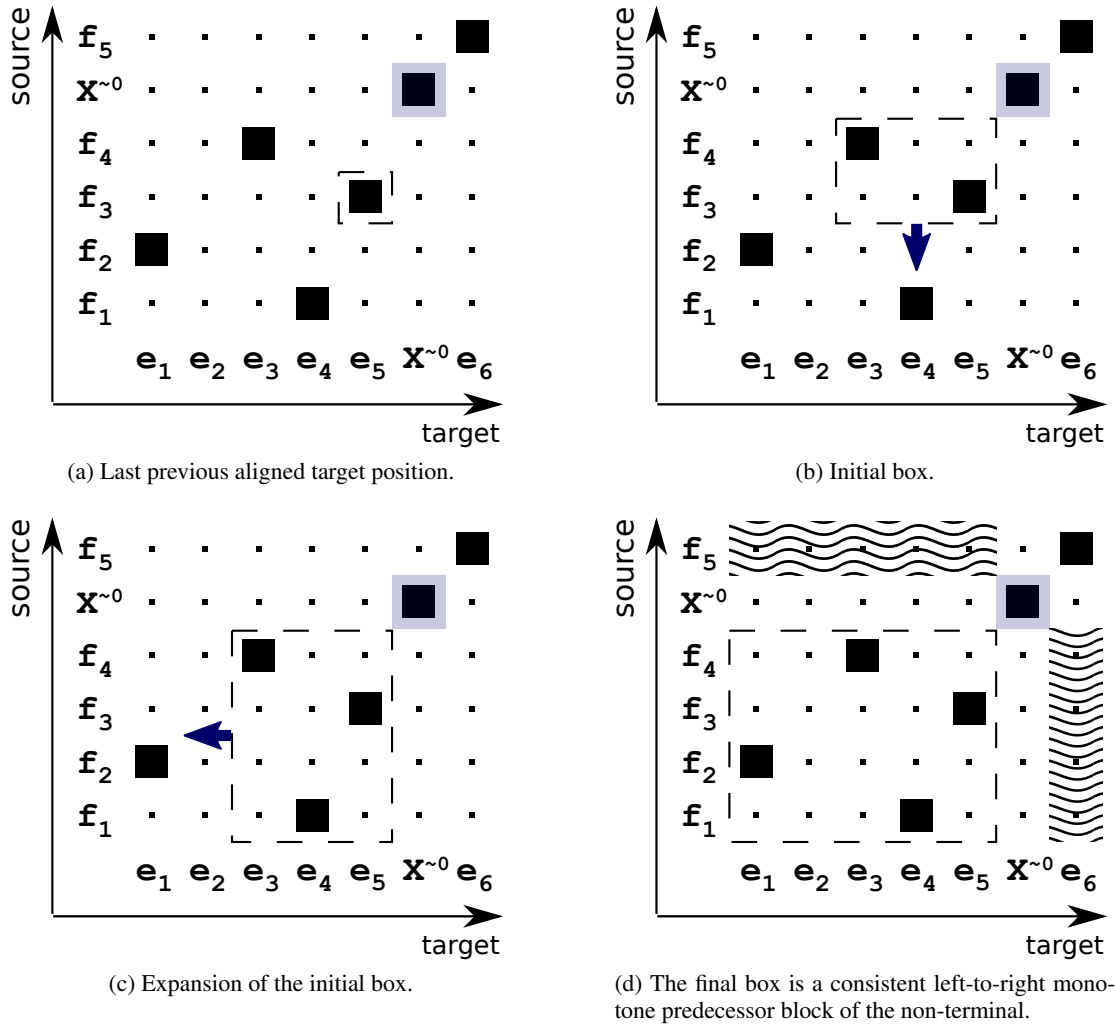 source
f5
X~0
f4
f3
f2
f1
e1 e2 e3 e4 e5 X~0 e6
target
(a) Last previous aligned target position.
source
f5
X~0
f4
f3
f2
f1
e1 e2 e3 e4 e5 X~0 e6
target
(b) Initial box.
source
f5
X~0
f4
f3
f2
f1
e1 e2 e3 e4 e5 X~0 e6
target
(c) Expansion of the initial box.
source
f5
X~0
f4
f3
f2
f1
e1 e2 e3 e4 e5 X~0 e6
target
(d) The final box is a consistent left-to-right mono-
tone predecessor block of the non-terminal.